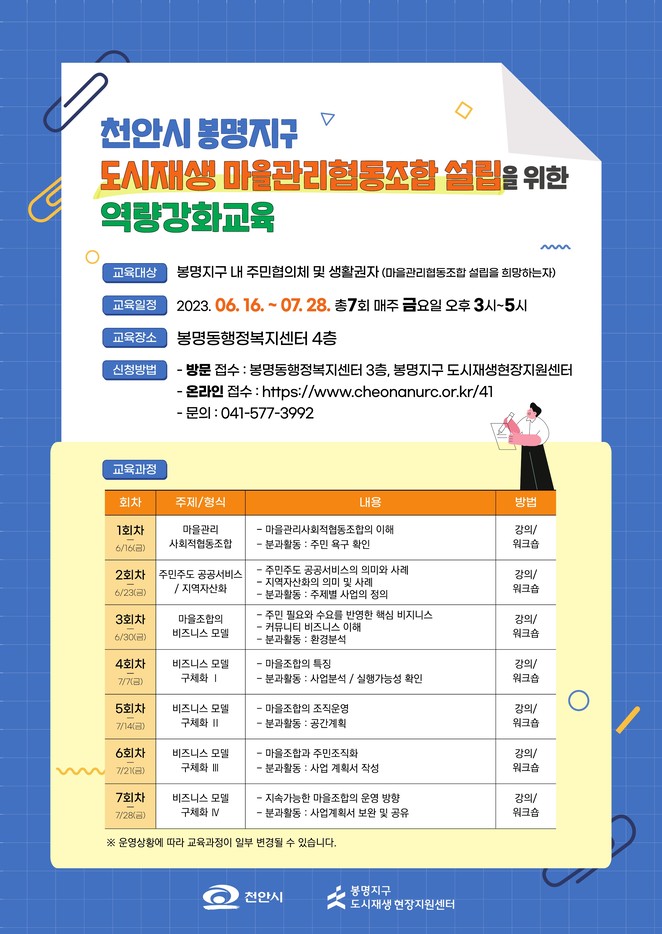 천안시 봉명지구
도시재생 마을관리협동조합 설립을 위한
역량강화교육
교육대상 봉명지구 내 주민협의체 및 생활권자 (마을관리협동조합 설립을 희망하는자)
교육일정 2023. 06. 16. ~ 07. 28. 총7회 매주 금요일 오후 3시~5시
교육장소 봉명동행정복지센터 4층
신청방법 - 방문 접수 : 봉명동행정복지센터 3층, 봉명지구 도시재생현장지원센터
- 온라인 접수 : https://www.cheonanurc.or.kr/41
- 문의 : 041-577-3992
교육과정
회차 주제/형식 내용 방법
1회차
6/16(금)
마을관리
사회적협동조합
- 마을관리사회적협동조합의 이해
- 분과활동 : 주민 욕구 확인
강의/
워크숍
2회차
6/23(금)
주민주도 공공서비스
/ 지역자산화
- 주민주도 공공서비스의 의미와 사례
- 지역자산화의 의미 및 사례
- 분과활동 : 주제별 사업의 정의
강의/
워크숍
3회차
6/30(금)
마을조합의
비즈니스 모델
- 주민 필요와 수요를 반영한 핵심 비지니스
- 커뮤니티 비즈니스 이해
- 분과활동 : 환경분석
강의/
워크숍
4회차
7/7(금)
비즈니스 모델
구체화 Ⅰ
- 마을조합의 특징
- 분과활동 : 사업분석 / 실행가능성 확인
강의/
워크숍
5회차
7/14(금)
비즈니스 모델
구체화 Ⅱ
- 마을조합의 조직운영
- 분과활동 : 공간계획
강의/
워크숍
6회차
7/21(금)
비즈니스 모델
구체화 Ⅲ
- 마을조합과 주민조직화
- 분과활동 : 사업 계획서 작성
강의/
워크숍
7회차
7/28(금)
비즈니스 모델
구체화 Ⅳ
- 지속가능한 마을조합의 운영 방향
- 분과활동 : 사업계획서 보완 및 공유
강의/
워크숍
※ 운영상황에 따라 교육과정이 일부 변경될 수 있습니다.
천안시
봉명지구
도시재생 현장지원센터